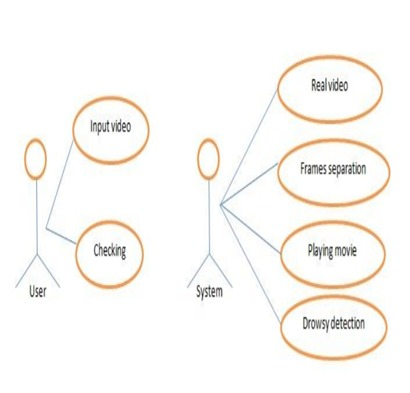 Input video
Checking
User
Real video
Frames separation
Playing movie
Drowsy detection
System